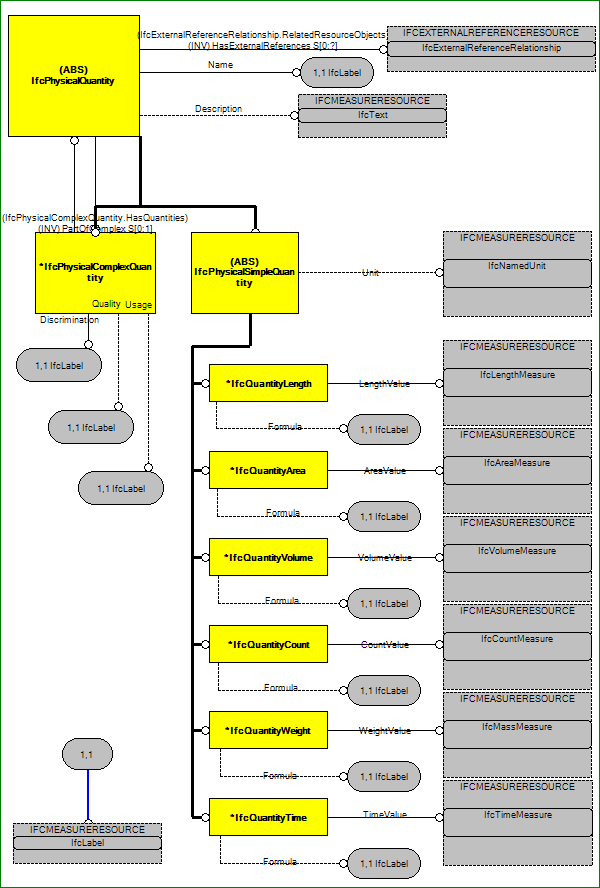 (IfcExternalReferenceRelationship.RelatedResourceObjects
(INV) HasExternalReferences S[0:?]
IFCEXTERNALREFERENCERESOURCE
IfcExternalReferenceRelationship
(ABS)
IfcPhysicalQuantity
Name
1,1 IfcLabel
Description
IFCMEASURERESOURCE
IfcText
(IfcPhysicalComplexQuantity.HasQuantities)
(INV) PartOfComplex S[0:1]
*IfcPhysicalComplexQuan
tity
Quality
Usage
Discrimination
1,1 IfcLabel
1,1 IfcLabel
1,1 IfcLabel
(ABS)
IfcPhysicalSimpleQuan
tity
Unit
IFCMEASURERESOURCE
IfcNamedUnit
*IfcQuantityLength
LengthValue
IFCMEASURERESOURCE
IfcLengthMeasure
Formula
1,1 IfcLabel
*IfcQuantityArea
AreaValue
IFCMEASURERESOURCE
IfcAreaMeasure
Formula
1,1 IfcLabel
*IfcQuantityVolume
VolumeValue
IFCMEASURERESOURCE
IfcVolumeMeasure
Formula
1,1 IfcLabel
*IfcQuantityCount
CountValue
IFCMEASURERESOURCE
IfcCountMeasure
Formula
1,1 IfcLabel
*IfcQuantityWeight
WeightValue
IFCMEASURERESOURCE
IfcMassMeasure
Formula
1,1 IfcLabel
*IfcQuantityTime
TimeValue
IFCMEASURERESOURCE
IfcTimeMeasure
Formula
1,1 IfcLabel
1,1
IFCMEASURERESOURCE
IfcLabel